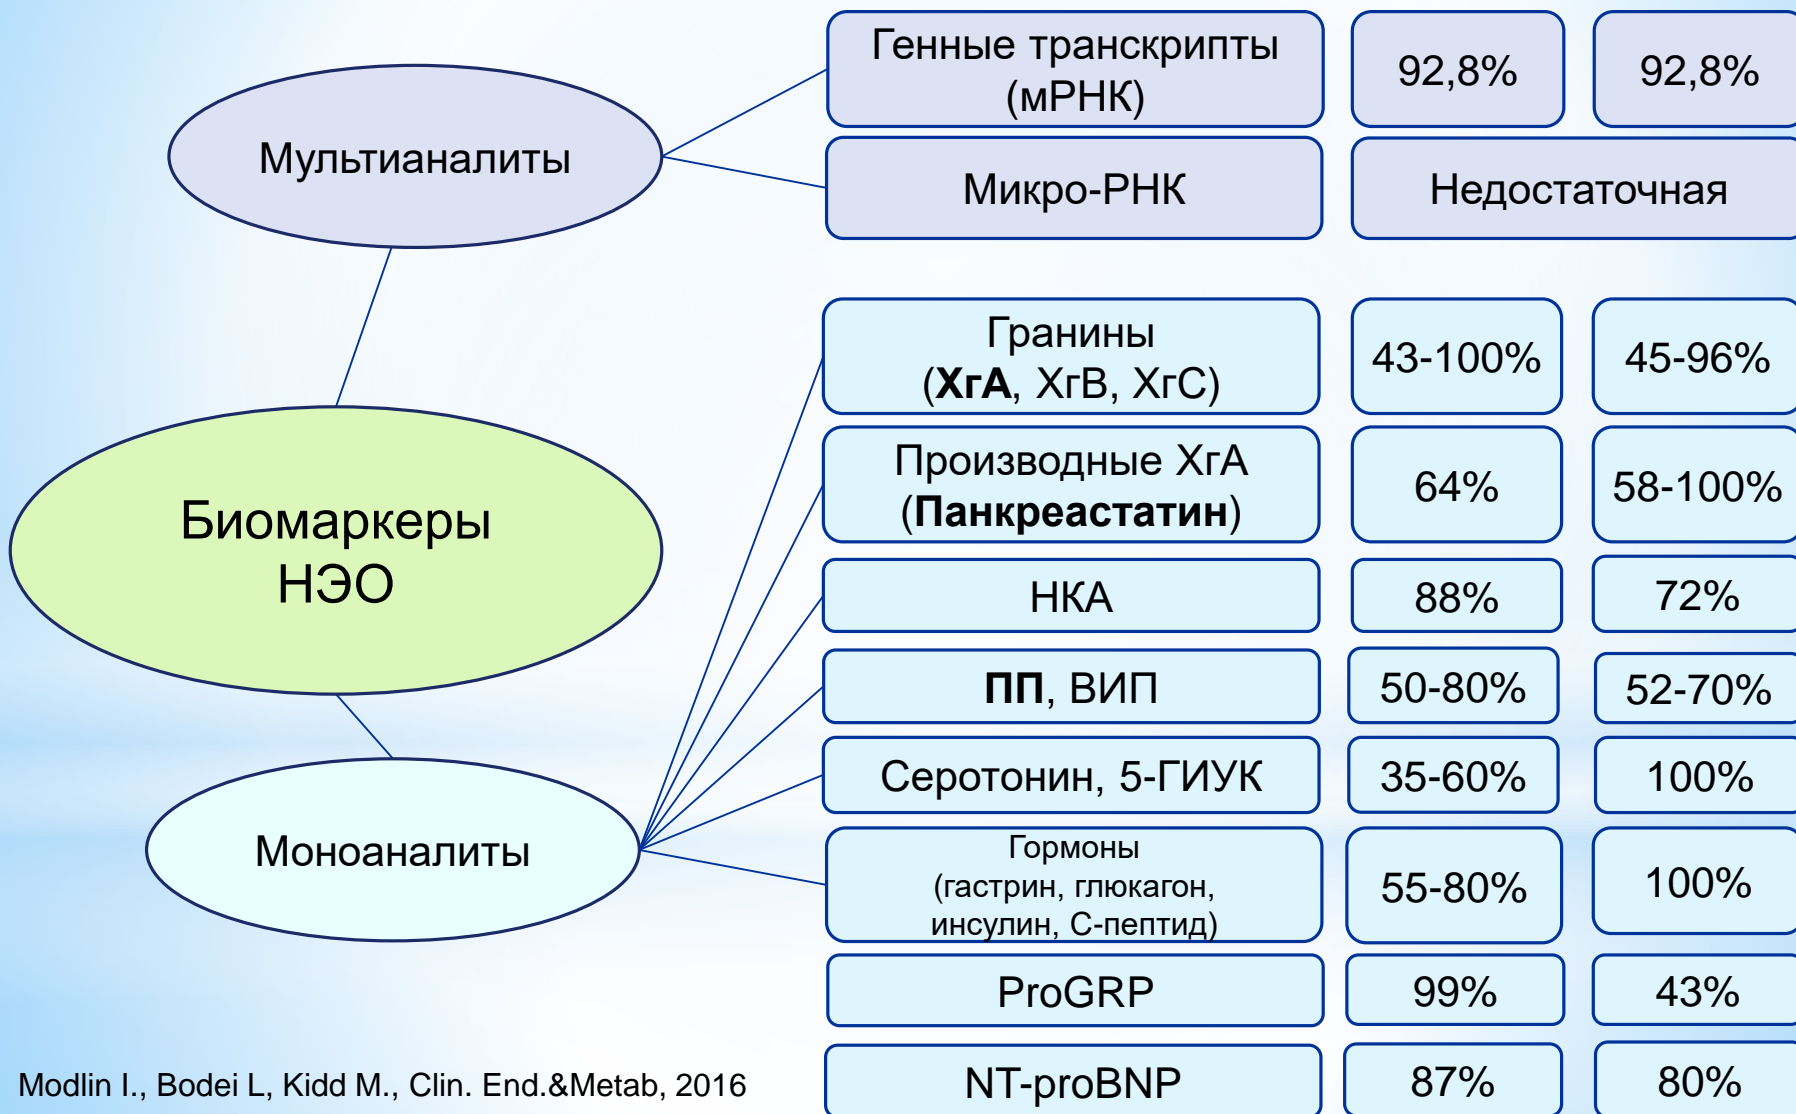 Генные транскрипты
(мРНК)
92,8%
92,8%
Мультианалиты
Микро-РНК
Недостаточная
Гранины
(ХгА, ХгВ, ХгС)
43-100%
45-96%
Производные ХгА
(Панкреастатин)
64%
58-100%
Биомаркеры
НЭО
НКА
88%
72%
ПП, ВИП
50-80%
52-70%
Серотонин, 5-ГИУК
35-60%
100%
Моноаналиты
Гормоны
(гастрин, глюкагон,
инсулин, С-пептид)
55-80%
100%
ProGRP
99%
43%
NT-proBNP
87%
80%
Modlin I., Bodei L, Kidd M., Clin. End.&Metab, 2016